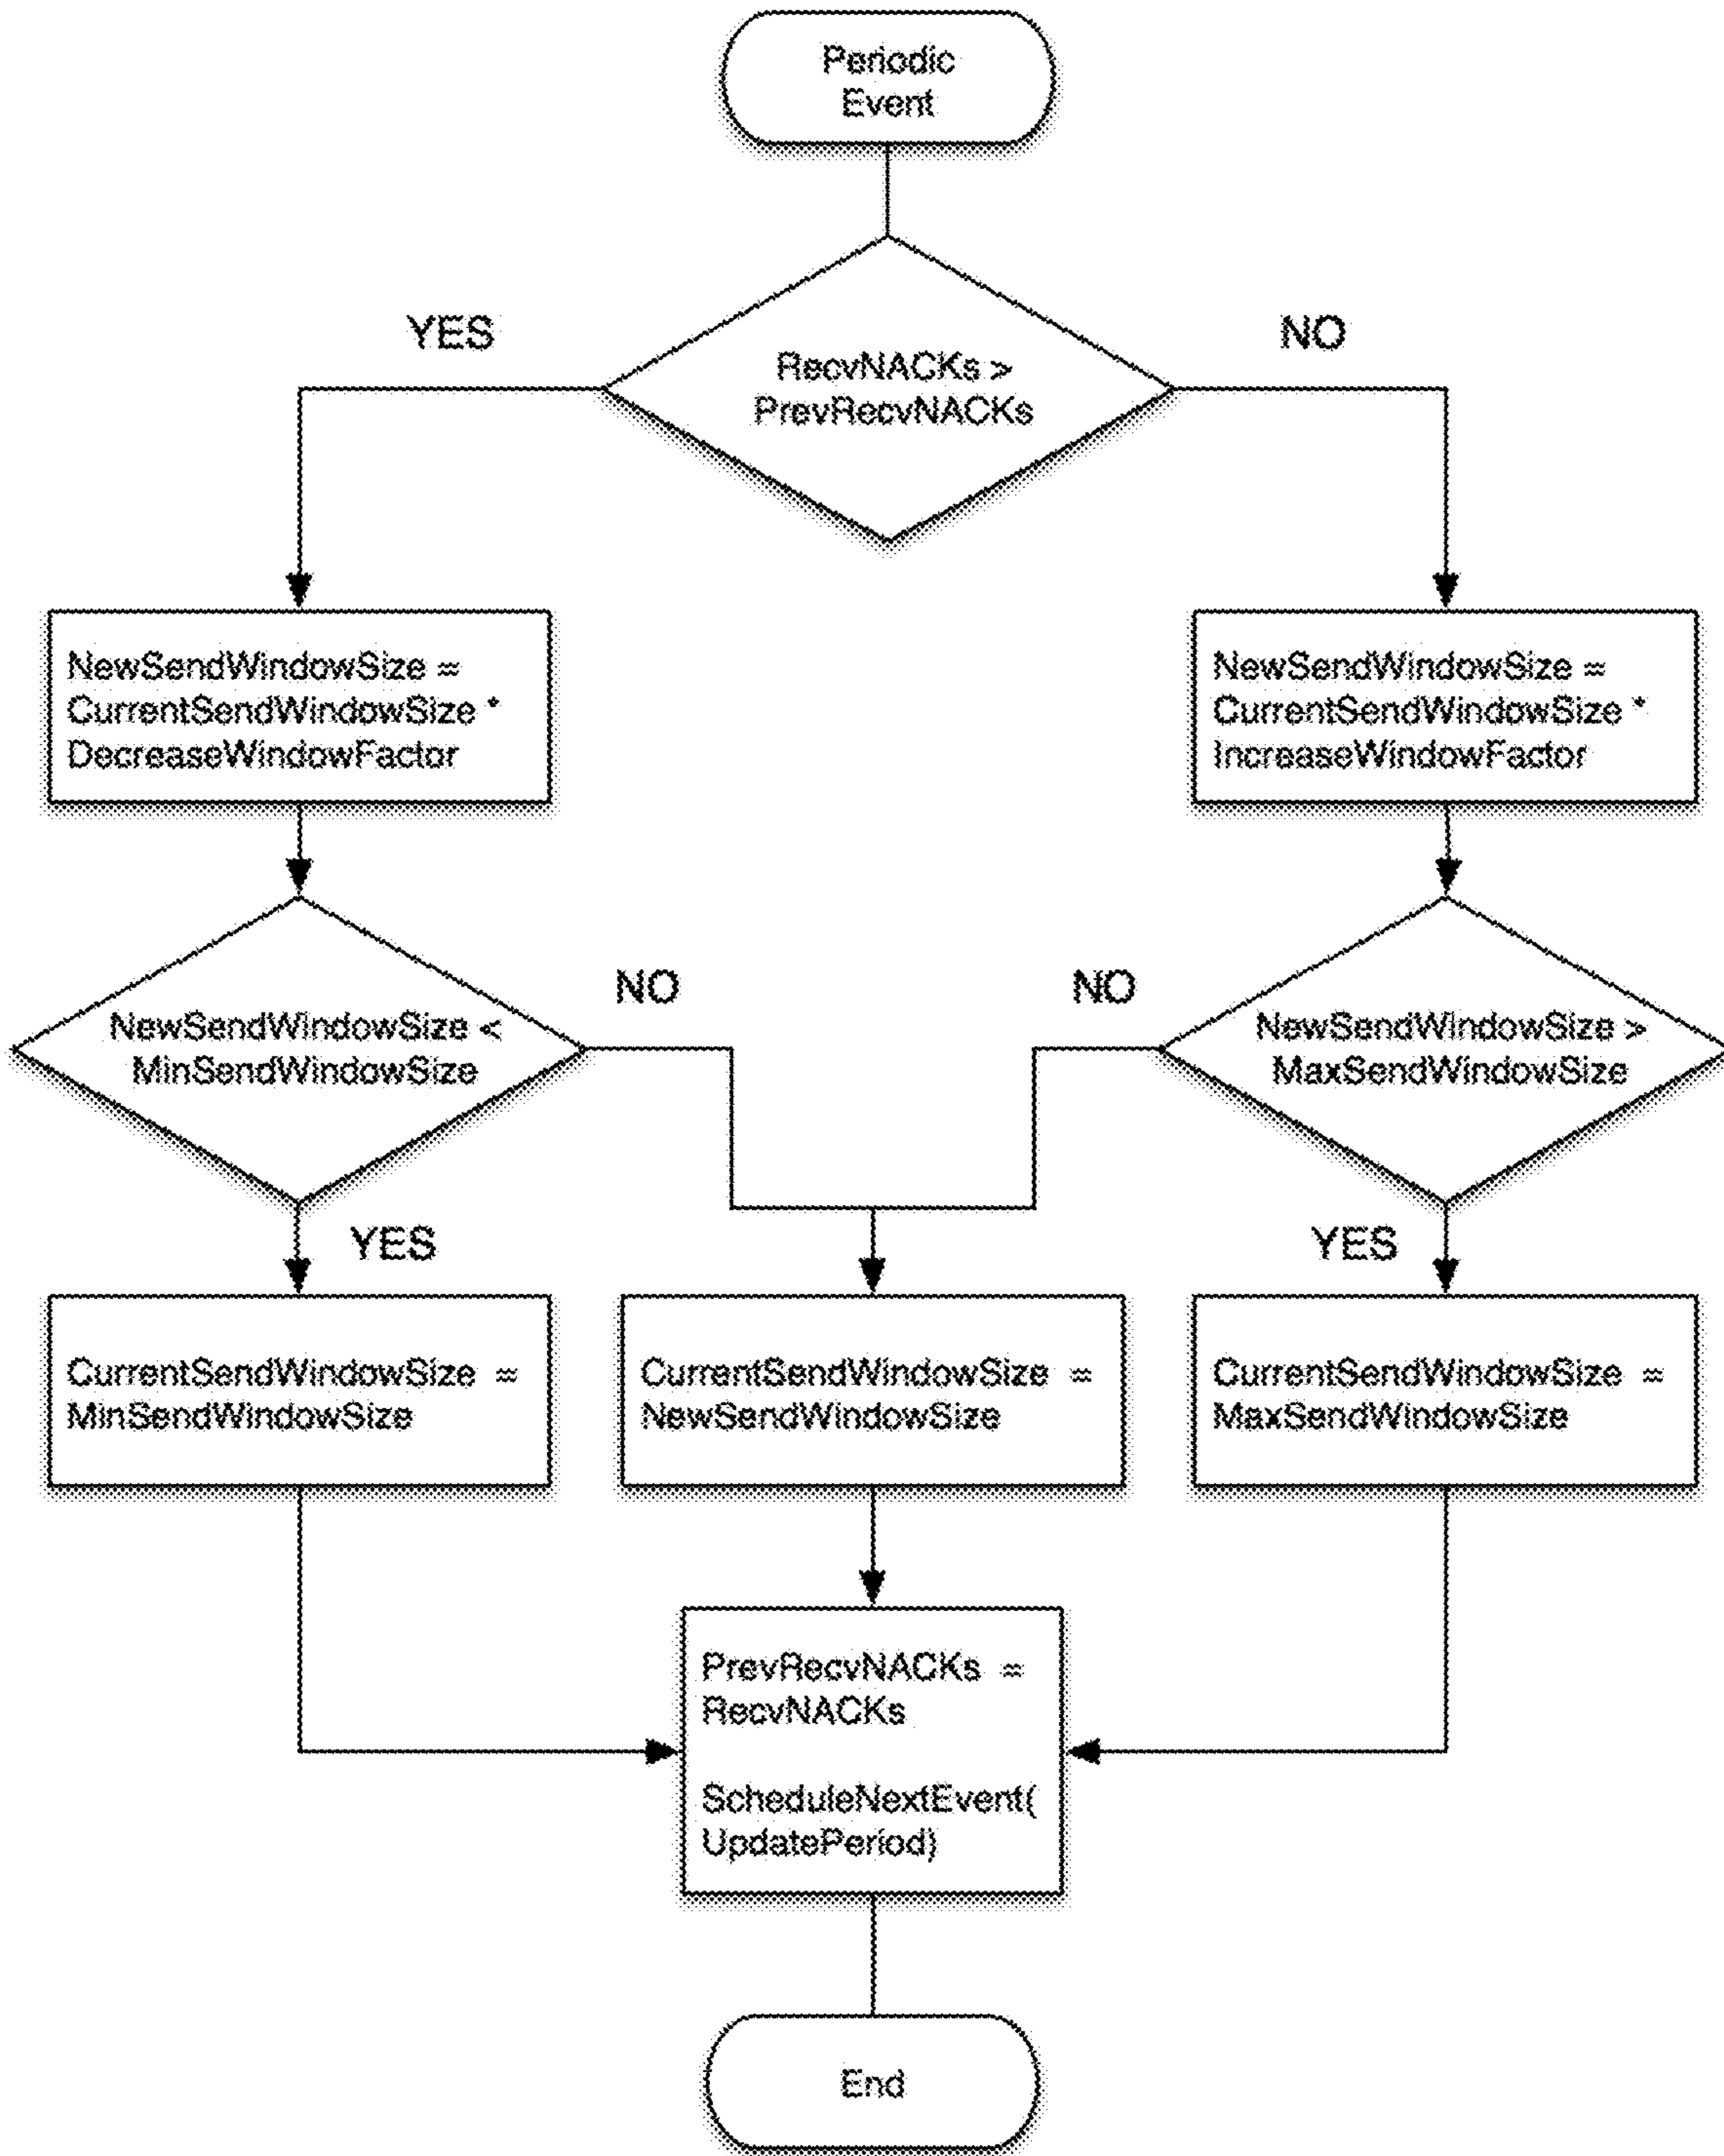 Periodic
Event
YES
NO
RecvNACKs >
PrevRecvNACKs
NewSendWindowSize =
CurrentSendWindowSize *
DecreaseWindowFactor
NewSendWindowSize =
CurrentSendWindowSize *
IncreaseWindowFactor
NO
NO
NewSendWindowSize <
MinSendWindowSize
NewSendWindowSize >
MaxSendWindowSize
YES
YES
CurrentSendWindowSize =
MinSendWindowSize
CurrentSendWindowSize =
NewSendWindowSize
CurrentSendWindowSize =
MaxSendWindowSize
PrevRecvNACKs =
RecvNACKs
ScheduleNextEvent(
UpdatePeriod)
End